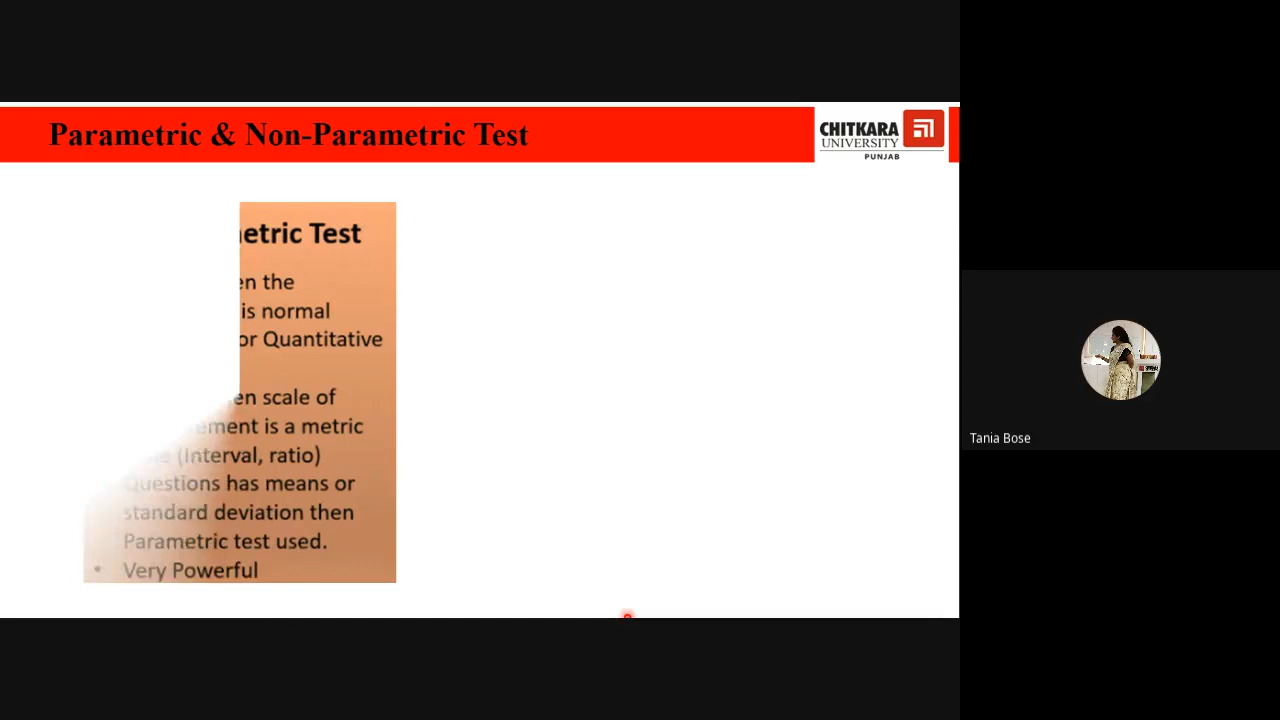 Parametric & Non-Parametric Test
CHITKARA
UNIVERSITY
PUNJAB
etric Test
en the
is normal
or Quantitative
en scale of
ement is a metric
(Interval, ratio)
Questions has means or
standard deviation then
Parametric test used.
• Very Powerful
Tania Bose